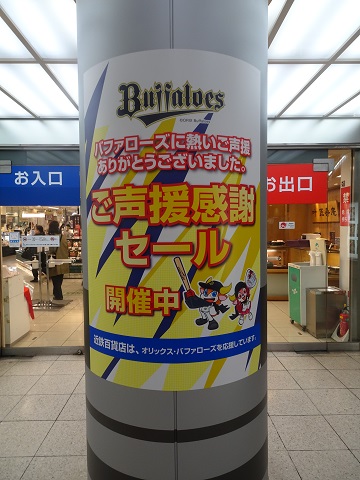 Buffaloes
バファローズに熱いご声援
ありがとうございました。
お入口
お出口
ご声援感謝
セール
開催中
近鉄百貨店は、オリックス・バファローズを応援しています。